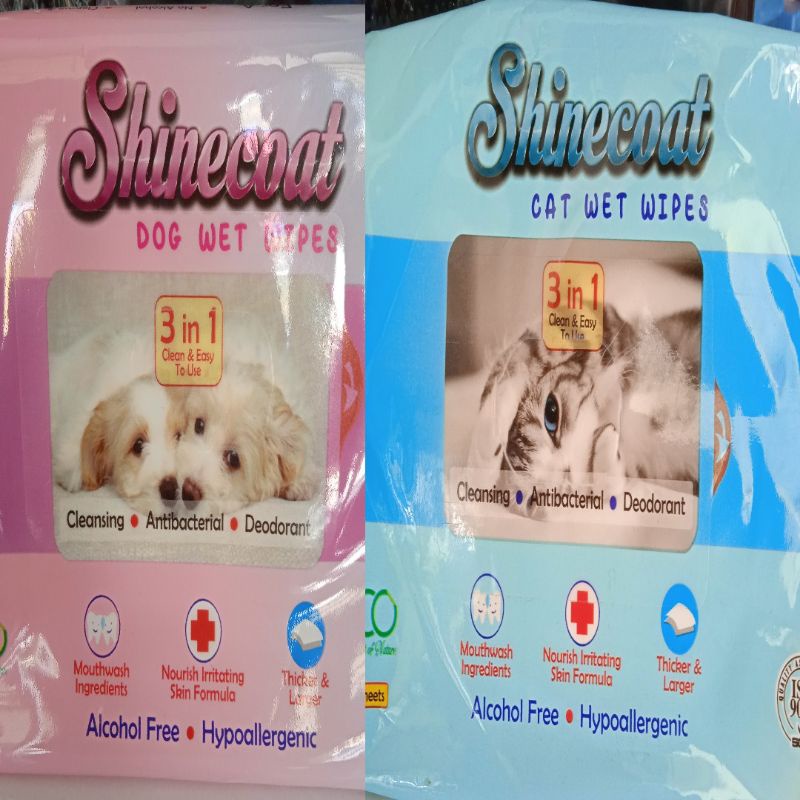 Shinecoat
DOG WET WIPES
3 in 1
Clean & Easy
To Use
Cleansing • Antibacterial • Deodorant
Mouthwash
Ingredients
Nourish Irritating
Skin Formula
Thicker &
Larger
Alcohol Free • Hypoallergenic
Shinecoat
CAT WET WIPES
3 in 1
Clean & Easy
To Use
Cleansing • Antibacterial • Deodorant
Mouthwash
Ingredients
Nourish Irritating
Skin Formula
Thicker &
Larger
Alcohol Free • Hypoallergenic